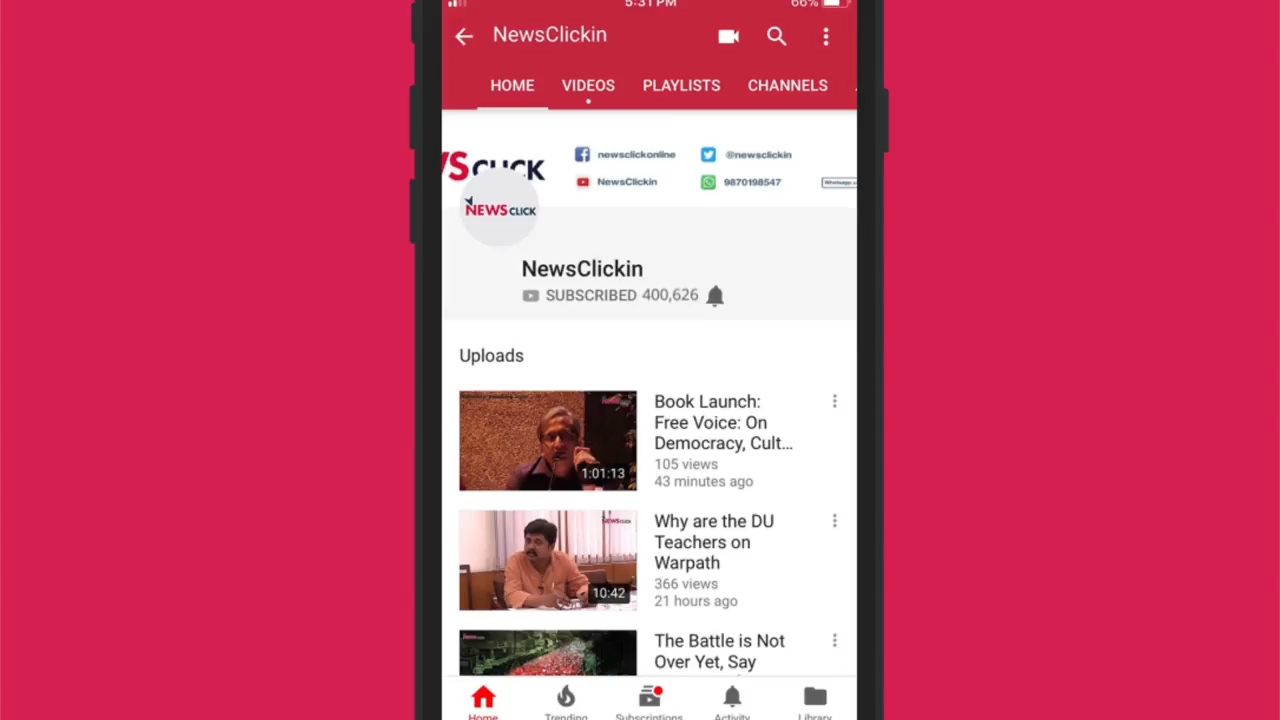 5:31 PM
66%
NewsClickin
HOME VIDEOS PLAYLISTS CHANNELS
S CLICK
newsclickonline @newsclickin
NewsClickin 9870198547
NEWS CLICK
NewsClickin
SUBSCRIBED 400,626
Uploads
Book Launch:
Free Voice: On
Democracy, Cult...
105 views
43 minutes ago
1:01:13
Why are the DU
Teachers on
Warpath
366 views
21 hours ago
NEWSCLICK
10:42
The Battle is Not
Over Yet, Say
Home Trending Subscriptions Activity Library